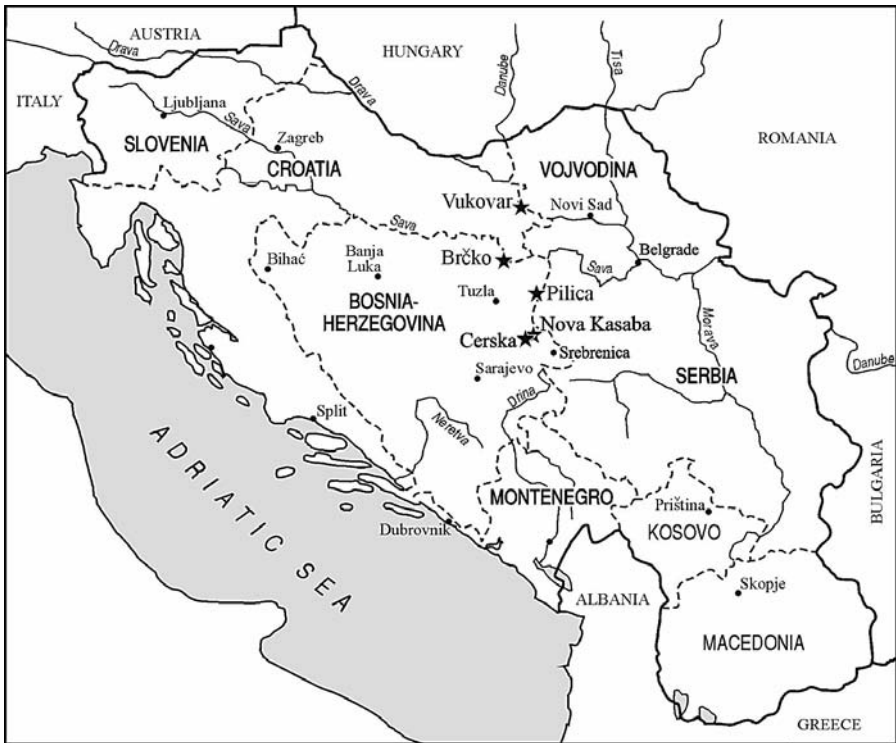 AUSTRIA
Drava
HUNGARY
Danube
Tisa
Drava
ITALY
Ljubljana
Sava
SLOVENIA
Zagreb
CROATIA
ROMANIA
VOJVODINA
Vukovar
Novi Sad
Sava
Brčko
Belgrade
Sava
Bihać
Banja
Luka
Tuzla
Pilica
BOSNIA-
HERZEGOVINA
Nova Kasaba
Cerska
Srebrenica
Morava
Danube
Sarajevo
SERBIA
Drina
Split
Neretva
ADRIATIC SEA
MONTENEGRO
Priština
KOSOVO
BULGARIA
Dubrovnik
Skopje
ALBANIA
MACEDONIA
GREECE